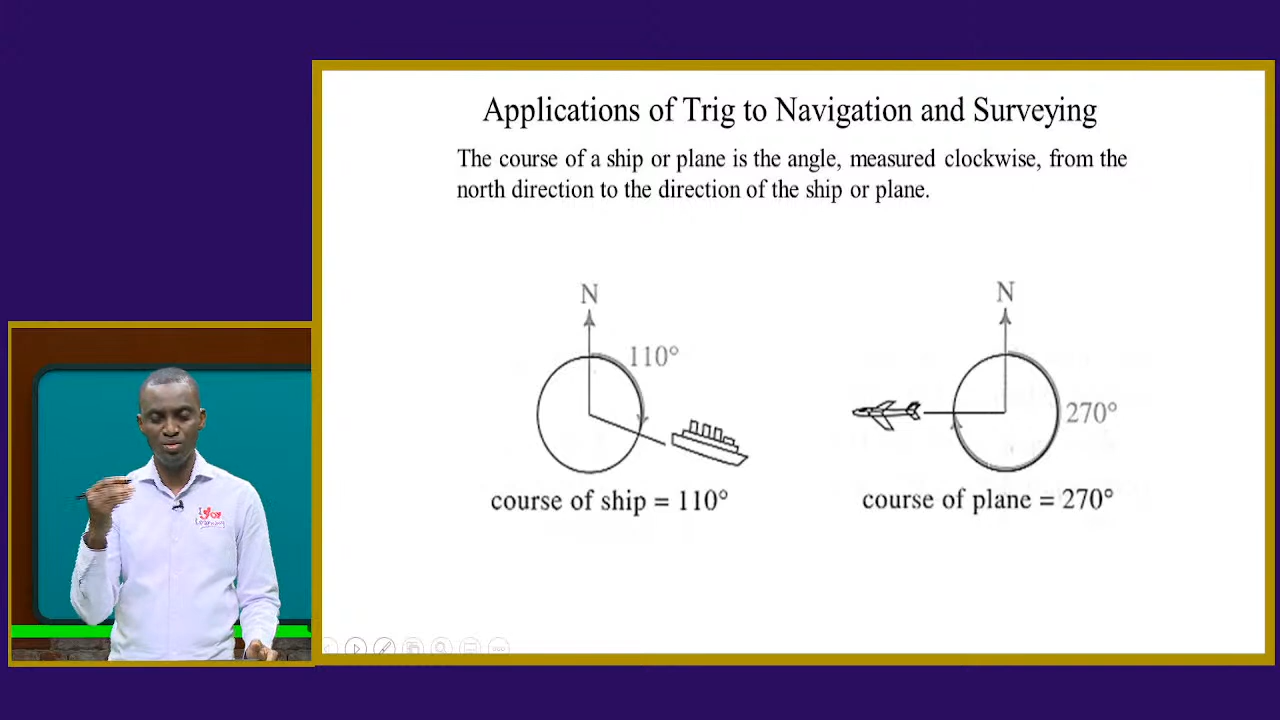 Applications of Trig to Navigation and Surveying
The course of a ship or plane is the angle, measured clockwise, from the
north direction to the direction of the ship or plane.
N
110°
course of ship = 110°
N
270°
course of plane = 270°
I
Learning